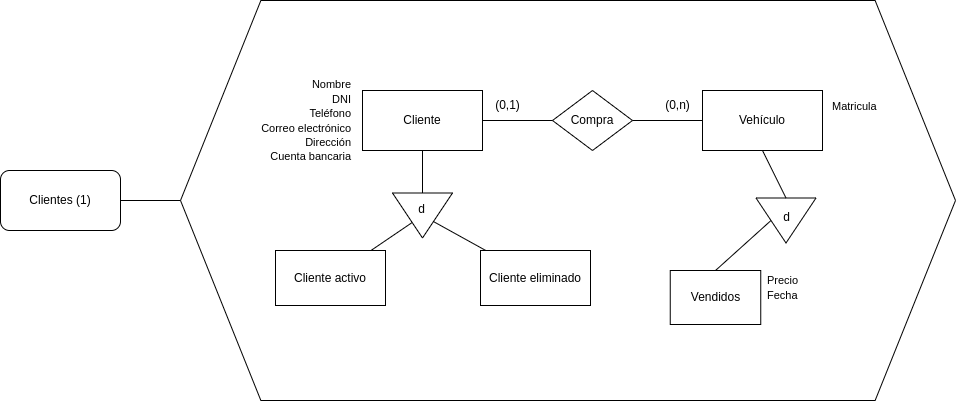 Nombre
DNI
Teléfono
Correo electrónico
Dirección
Cuenta bancaria
Cliente
(0,1)
Compra
(0,n)
Vehículo
Matricula
Clientes (1)
d
d
Cliente activo
Cliente eliminado
Vendidos
Precio
Fecha